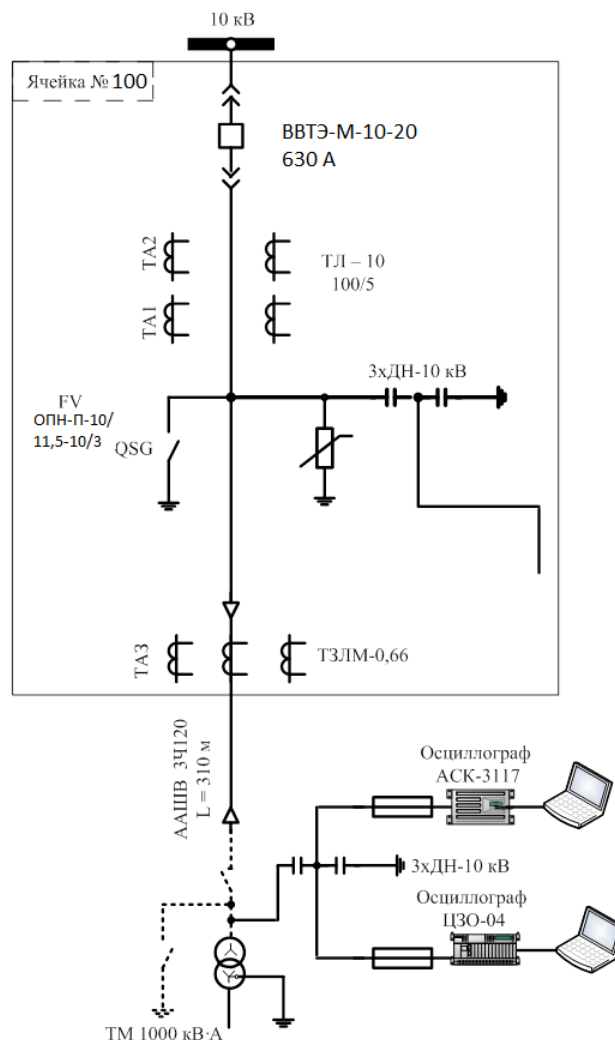 10 кВ
Ячейка № 100
ВВТЭ-М-10-20
630 А
ТА2
ТЛ – 10
100/5
ТА1
3хДН-10 кВ
FV
ОПН-П-10/
11,5-10/3
QSG
ТА3
ТЗЛМ-0,66
ААШВ 3Ч120
L = 310 м
Осциллограф
АСК-3117
3хДН-10 кВ
Осциллограф
ЦЗО-04
ТМ 1000 кВ·А